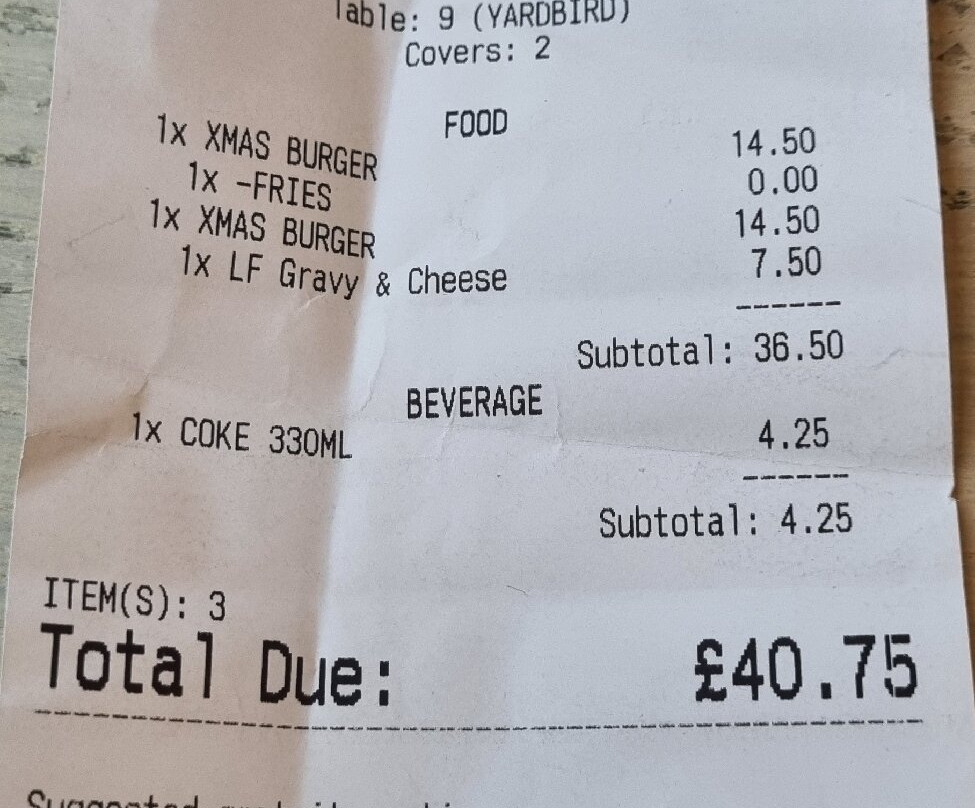 Table: 9 (YARDBIRD)
Covers: 2
FOOD
1x XMAS BURGER 14.50
1x -FRIES 0.00
1x XMAS BURGER 14.50
1x LF Gravy & Cheese 7.50
------
Subtotal: 36.50
BEVERAGE
1x COKE 330ML 4.25
------
Subtotal: 4.25
ITEM(S): 3
Total Due: £40.75
Suggested